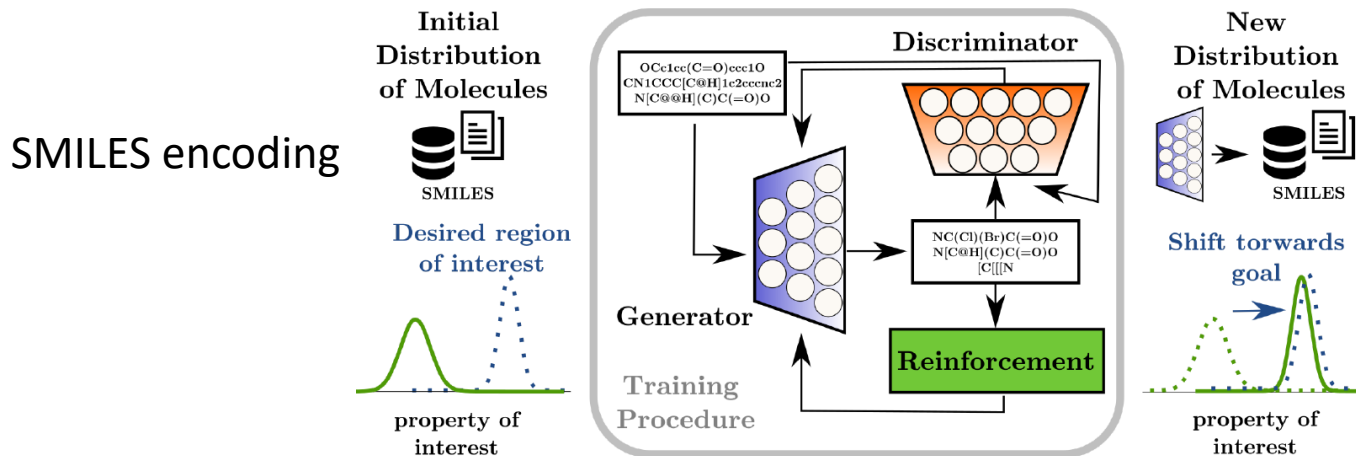 SMILES encoding
Initial
Distribution
of Molecules
SMILES
Desired region
of interest
property of
interest
OCc1cc(C=O)ccc1O
CN1CCC[C@H]1c2cccnc2
N[C@@H](C)C(=O)O
Discriminator
Generator
NC(Cl)(Br)C(=O)O
N[C@H](C)C(=O)O
[C[[[N
Reinforcement
Training
Procedure
New
Distribution
of Molecules
SMILES
Shift torwards
goal
property of
interest